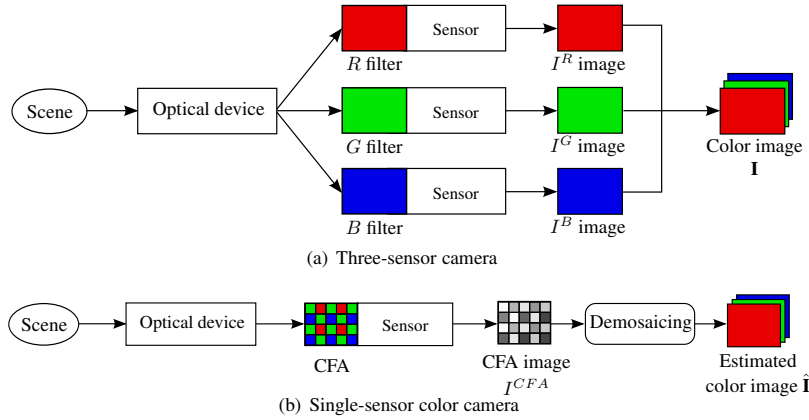 Sensor
R filter
I^R image
Scene
Optical device
Sensor
G filter
I^G image
Color image
I
Sensor
B filter
I^B image
(a) Three-sensor camera
Scene
Optical device
Sensor
Demosaicing
CFA
CFA image
I^{CFA}
Estimated
color image Î
(b) Single-sensor color camera